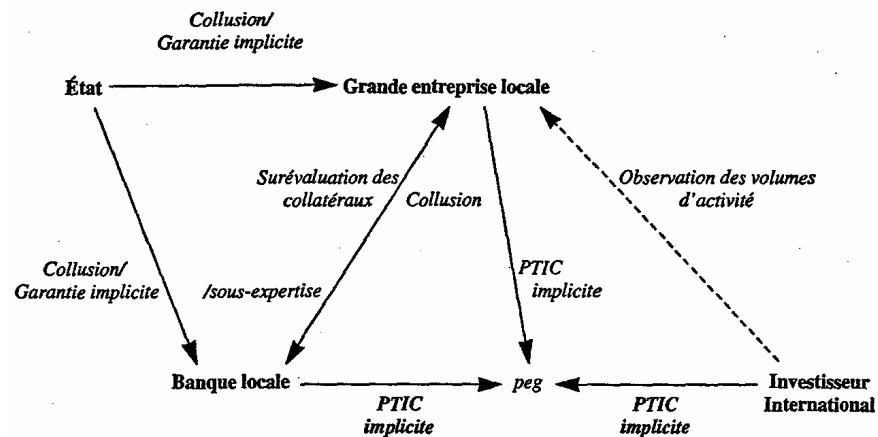 Collusion/
Garantie implicite
État
Grande entreprise locale
Surévaluation des
collatéraux
Collusion
Observation des volumes
d'activité
Collusion/
Garantie implicite
/sous-expertise
PTIC
implicite
Banque locale
peg
Investisseur
International
PTIC
implicite
PTIC
implicite